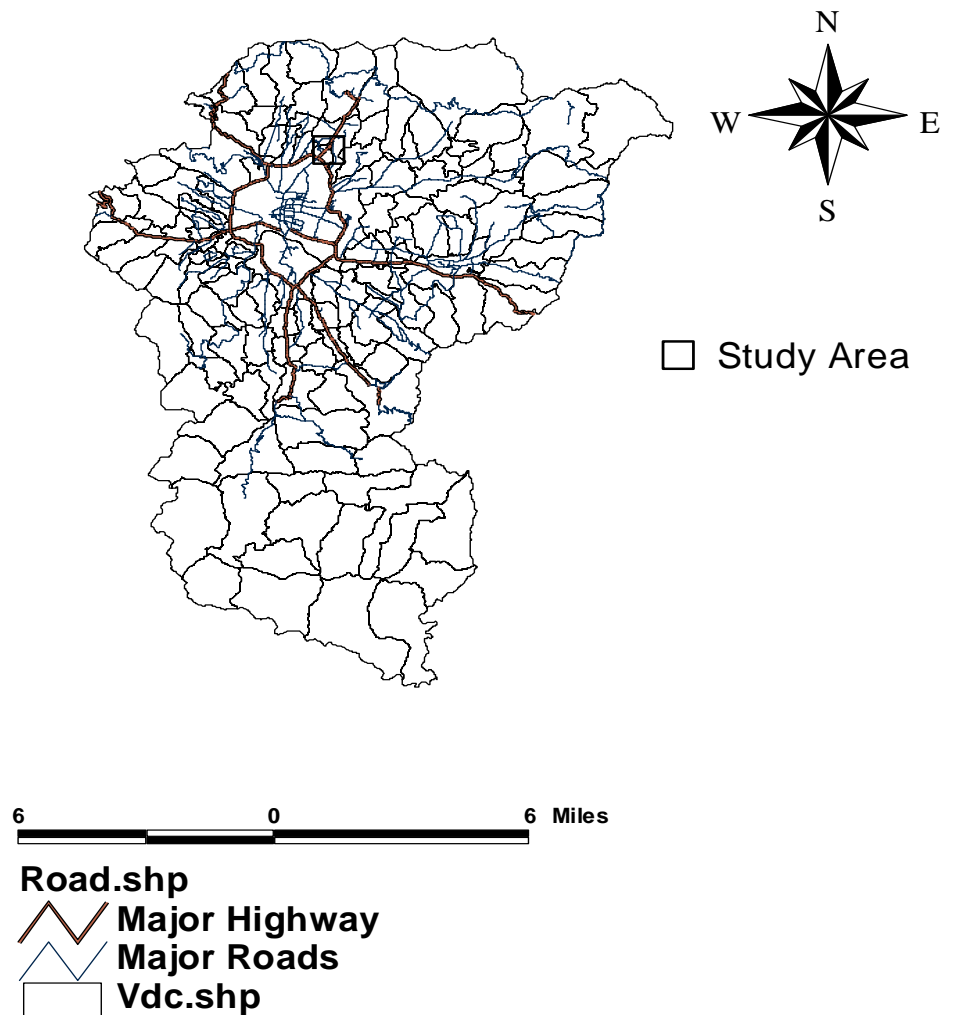 N
W E
S
Study Area
6 0 6 Miles
Road.shp
Major Highway
Major Roads
Vdc.shp